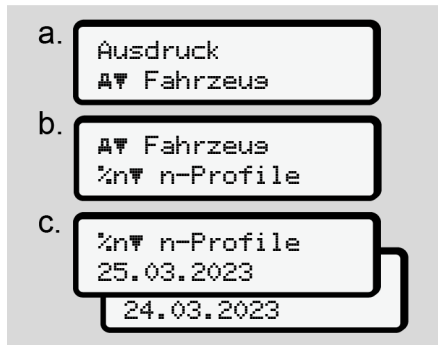 a.
Ausdruck
A▼ Fahrzeug
b.
A▼ Fahrzeug
%n▼ n-Profile
c.
%n▼ n-Profile
25.03.2023
24.03.2023